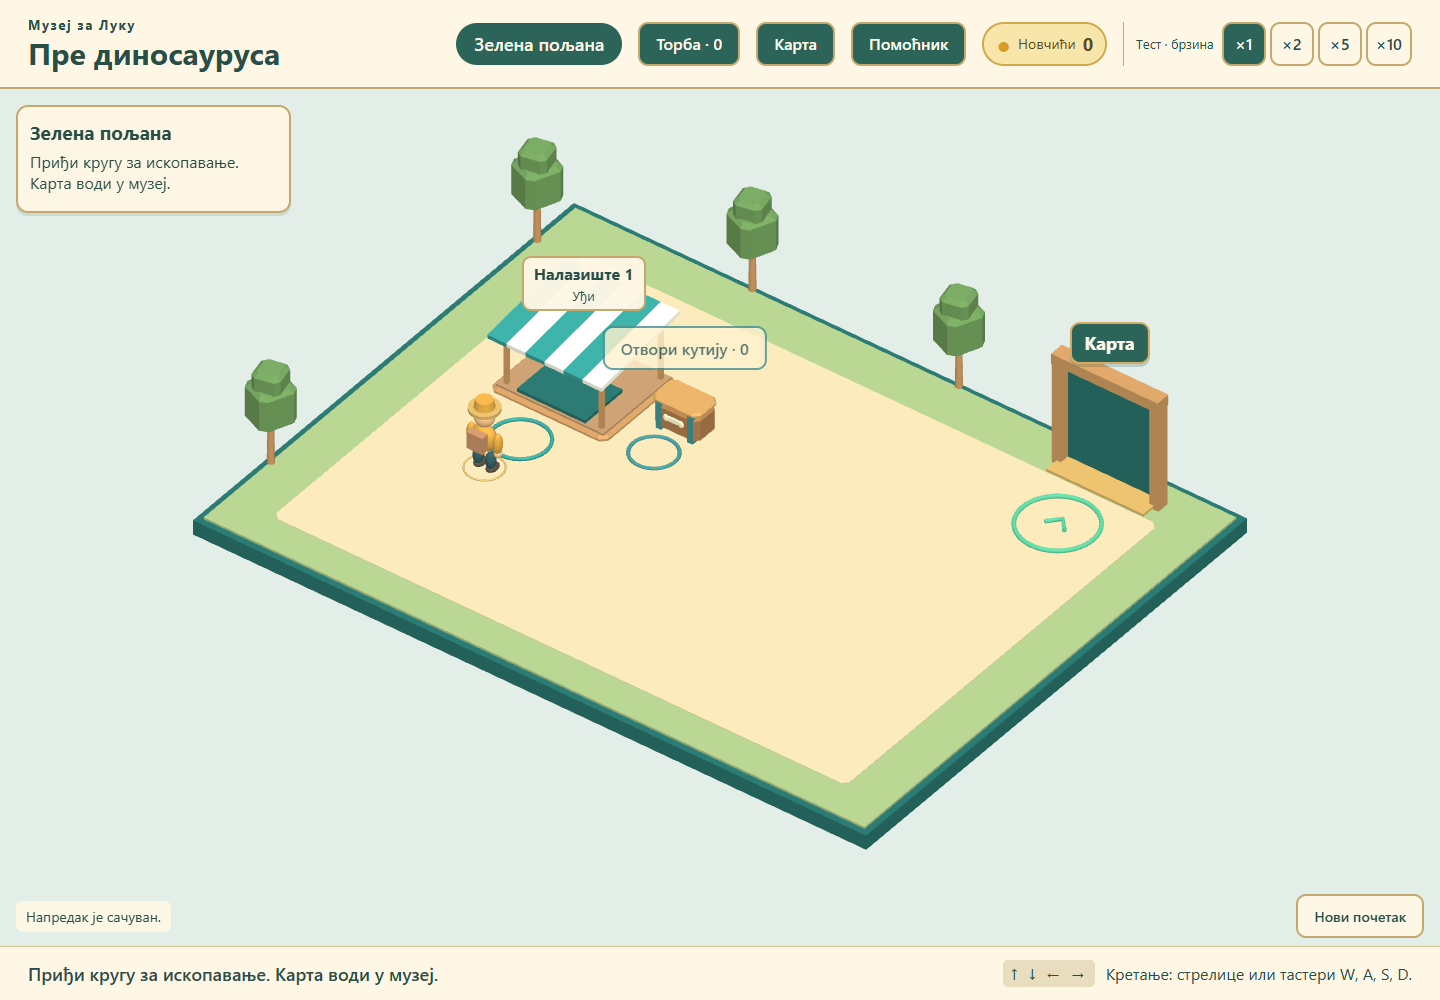 Музеј за Луку
Пре диносауруса
Зелена пољана
Торба · 0
Карта
Помоћник
Новчићи 0
Тест · брзина
×1
×2
×5
×10
Зелена пољана
Приђи кругу за ископавање.
Карта води у музеј.
Налазиште 1
Уђи
Отвори кутију · 0
Карта
Напредак је сачуван.
Нови почетак
Приђи кругу за ископавање. Карта води у музеј.
↑ ↓ ← → Кретање: стрелице или тастери W, A, S, D.